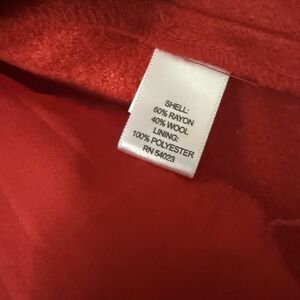 SHELL:
60% RAYON
40% WOOL
LINING:
100% POLYESTER
RN 54023